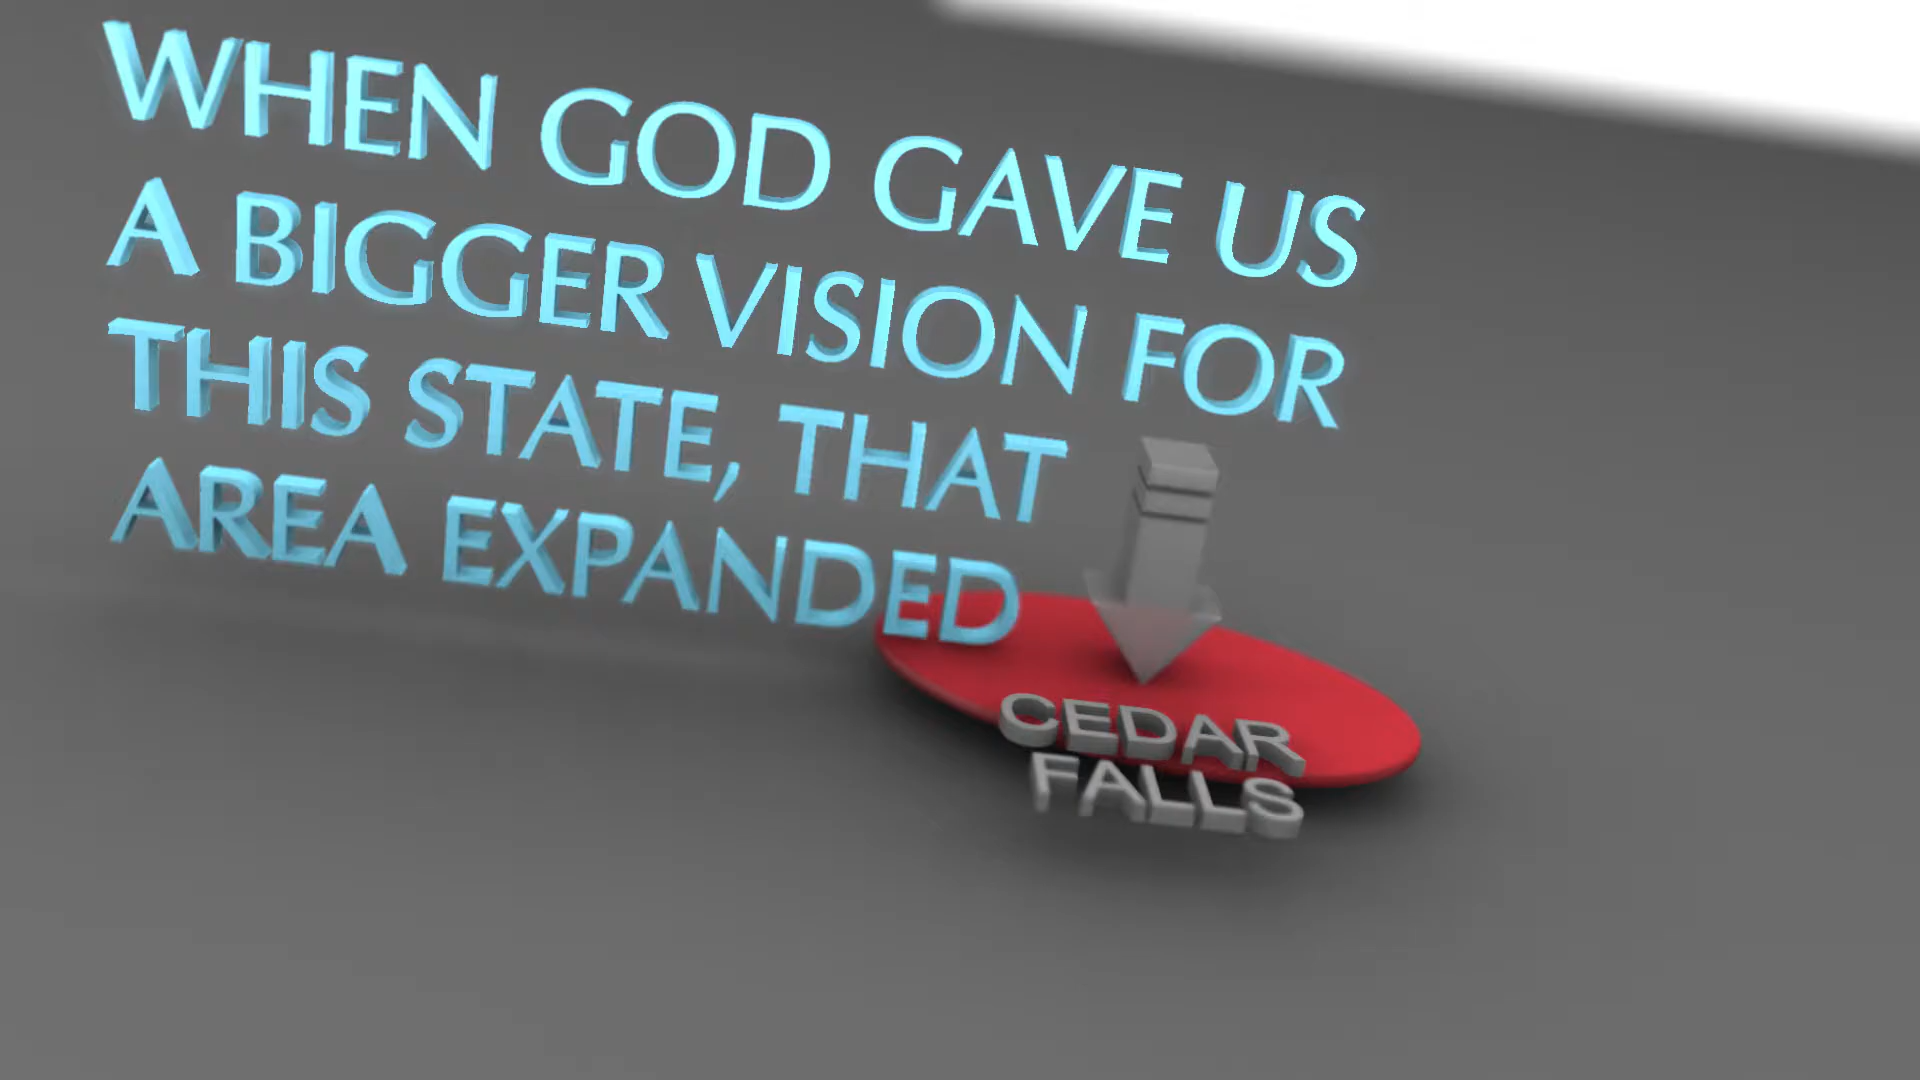 WHEN GOD GAVE US
A BIGGER VISION FOR
THIS STATE, THAT
AREA EXPANDED
CEDAR
FALLS